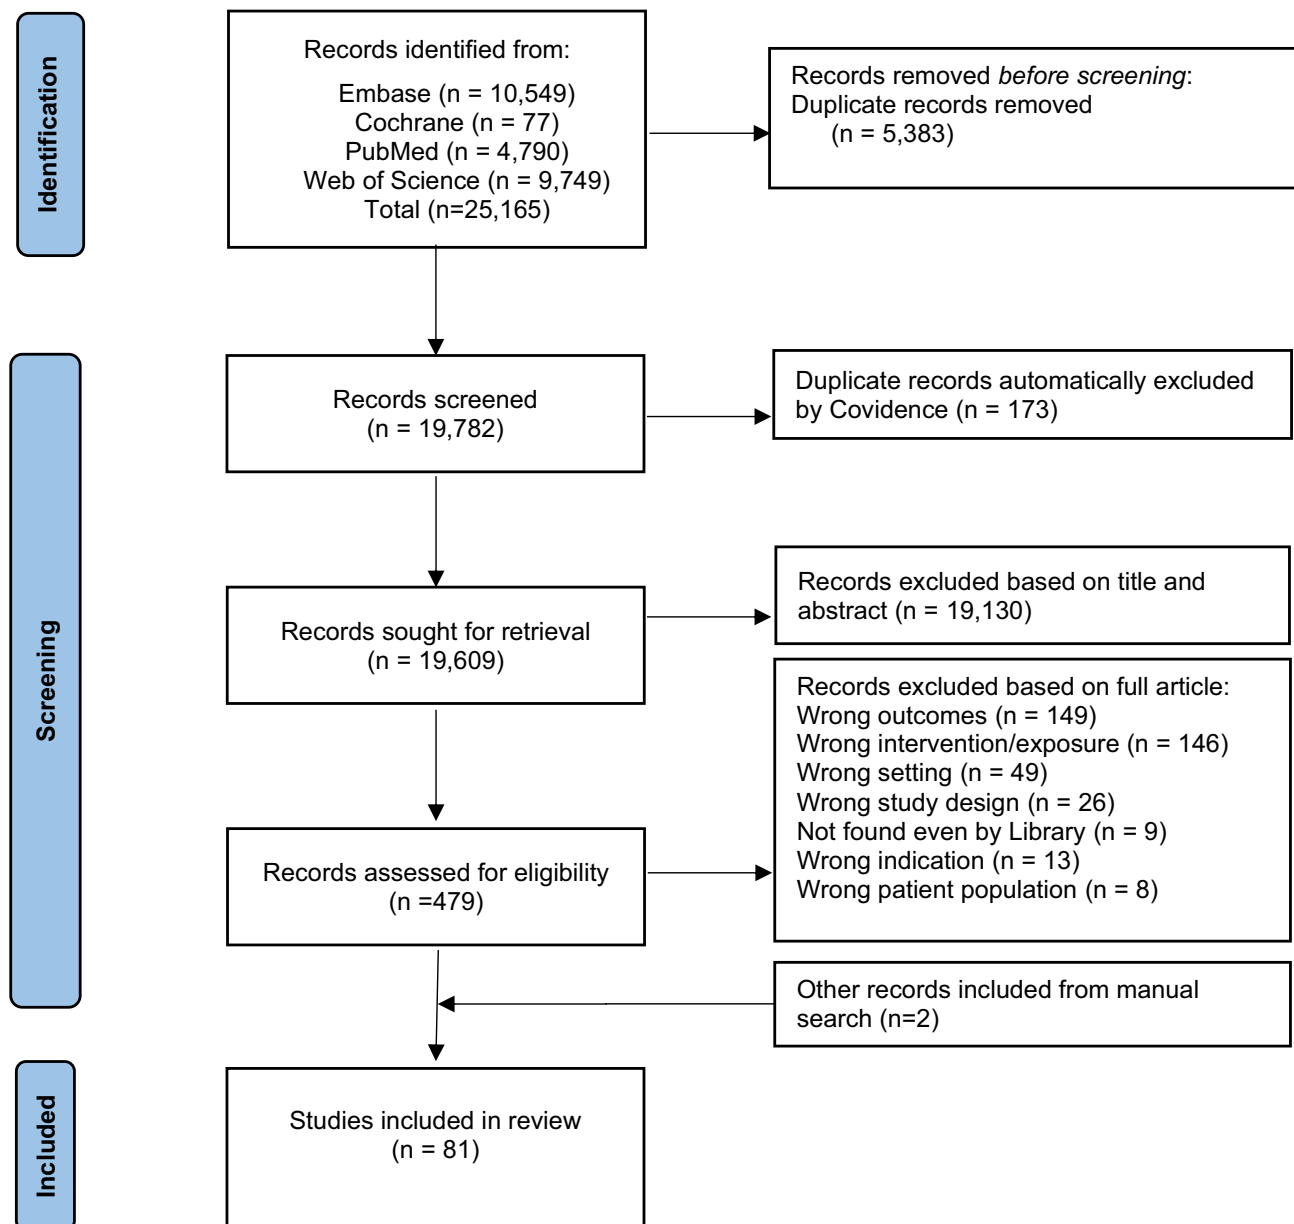 Identification
Records identified from:
Embase (n = 10,549)
Cochrane (n = 77)
PubMed (n = 4,790)
Web of Science (n = 9,749)
Total (n=25,165)
Records removed before screening:
Duplicate records removed
(n = 5,383)
Screening
Records screened
(n = 19,782)
Duplicate records automatically excluded
by Covidence (n = 173)
Records sought for retrieval
(n = 19,609)
Records excluded based on title and
abstract (n = 19,130)
Records assessed for eligibility
(n =479)
Records excluded based on full article:
Wrong outcomes (n = 149)
Wrong intervention/exposure (n = 146)
Wrong setting (n = 49)
Wrong study design (n = 26)
Not found even by Library (n = 9)
Wrong indication (n = 13)
Wrong patient population (n = 8)
Other records included from manual
search (n=2)
Included
Studies included in review
(n = 81)